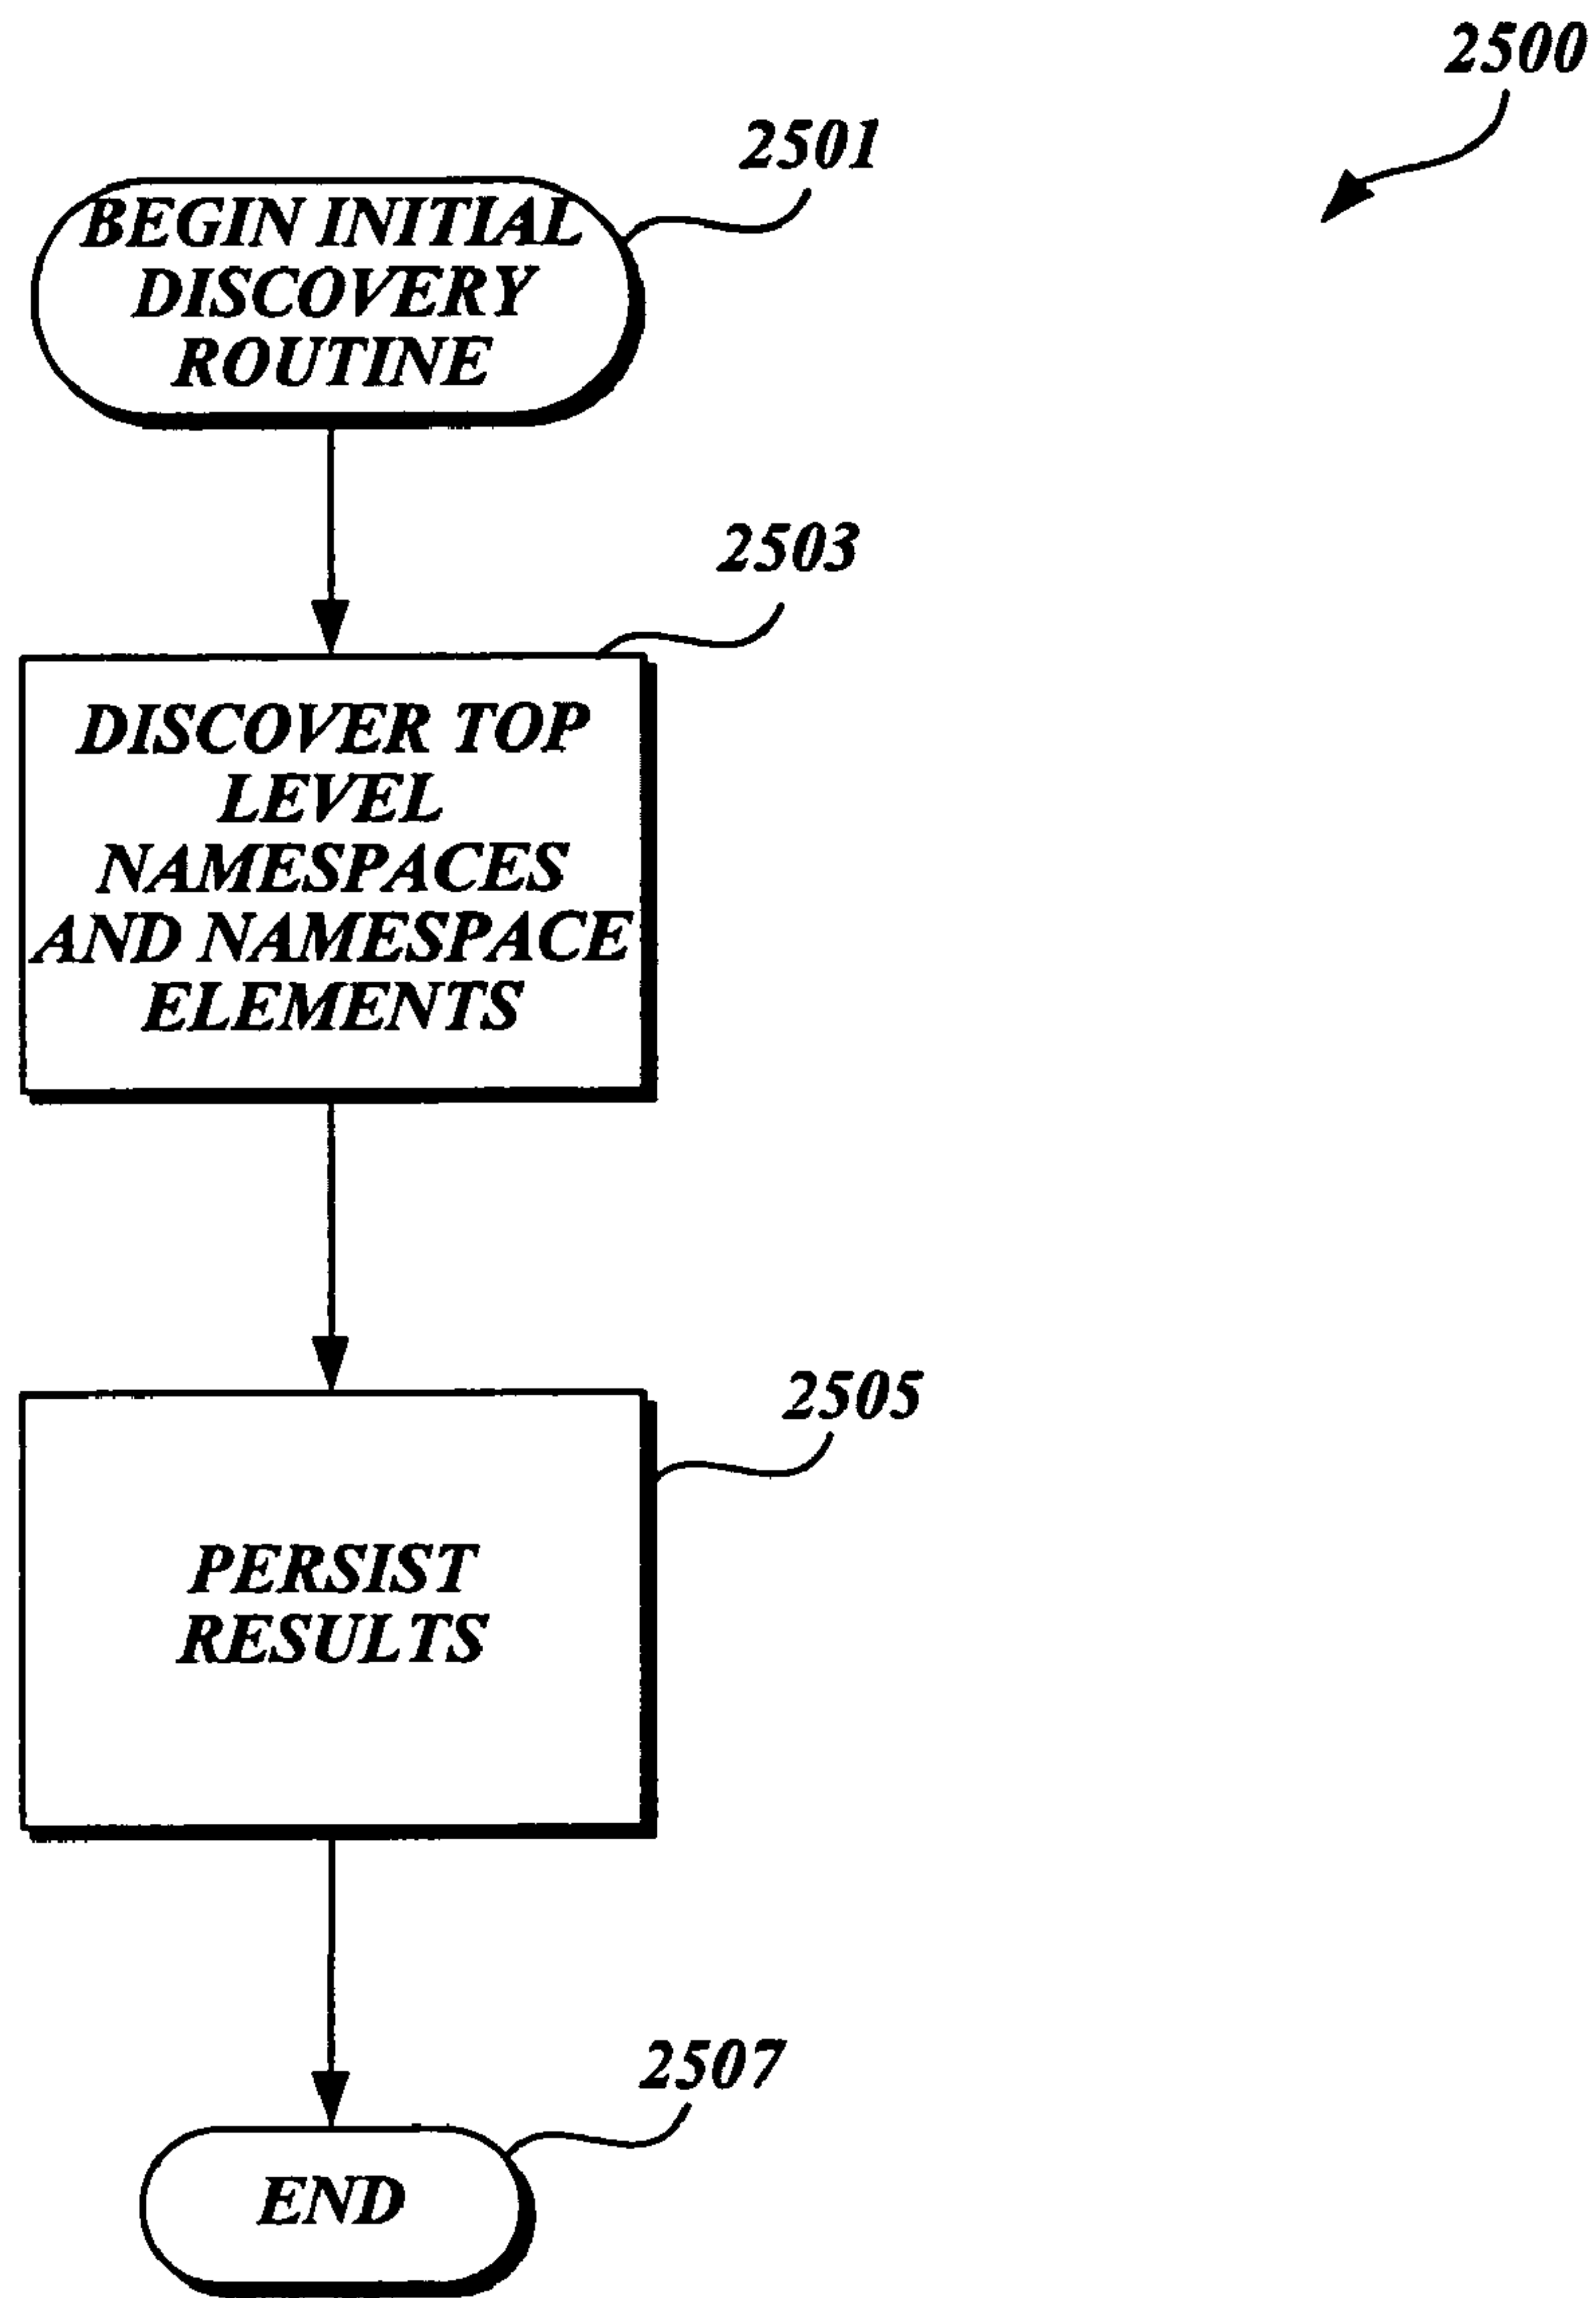 2500
2501
BEGIN INITIAL
DISCOVERY
ROUTINE
2503
DISCOVER TOP
LEVEL
NAMESPACES
AND NAMESPACE
ELEMENTS
2505
PERSIST
RESULTS
2507
END